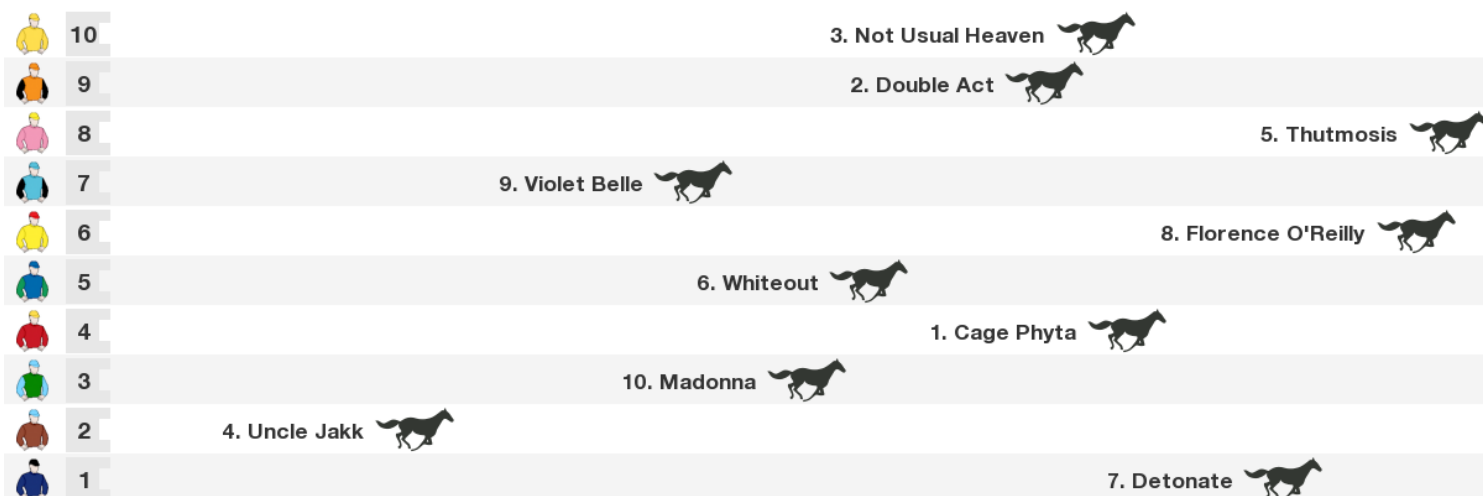 10 3. Not Usual Heaven
9 2. Double Act
8 5. Thutmosis
7 9. Violet Belle
6 8. Florence O'Reilly
5 6. Whiteout
4 1. Cage Phyta
3 10. Madonna
2 4. Uncle Jakk
1 7. Detonate